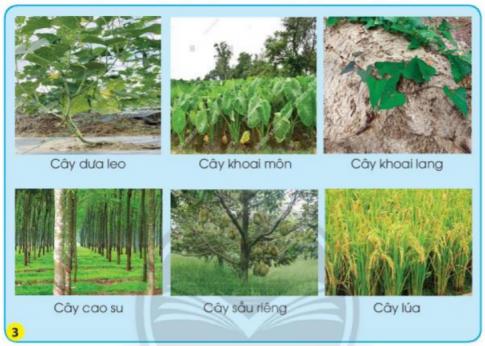 Cây dưa leo
Cây khoai môn
Cây khoai lang
Cây cao su
Cây sầu riêng
Cây lúa
3